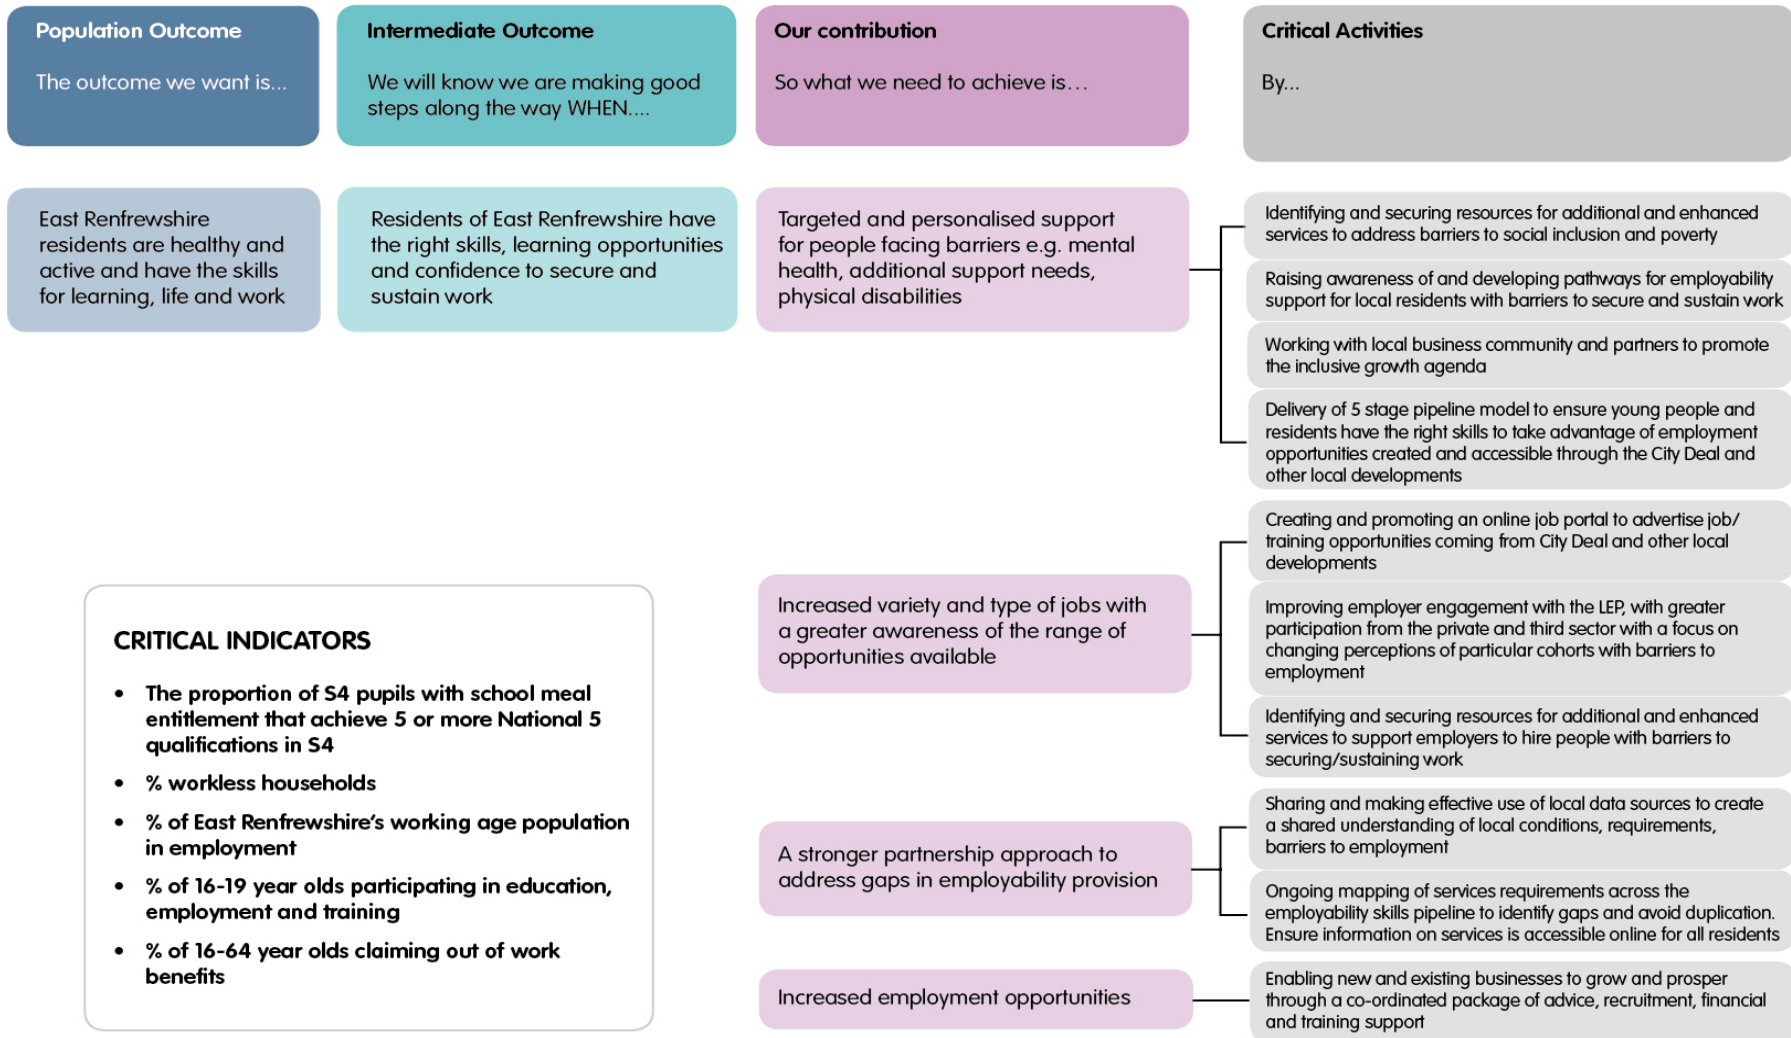 Population Outcome
The outcome we want is...
Intermediate Outcome
We will know we are making good
steps along the way WHEN....
Our contribution
So what we need to achieve is...
Critical Activities
By...
East Renfrewshire
residents are healthy and
active and have the skills
for learning, life and work
Residents of East Renfrewshire have
the right skills, learning opportunities
and confidence to secure and
sustain work
Targeted and personalised support
for people facing barriers e.g. mental
health, additional support needs,
physical disabilities
Identifying and securing resources for additional and enhanced
services to address barriers to social inclusion and poverty
Raising awareness of and developing pathways for employability
support for local residents with barriers to secure and sustain work
Working with local business community and partners to promote
the inclusive growth agenda
Delivery of 5 stage pipeline model to ensure young people and
residents have the right skills to take advantage of employment
opportunities created and accessible through the City Deal and
other local developments
Increased variety and type of jobs with
a greater awareness of the range of
opportunities available
Creating and promoting an online job portal to advertise job/
training opportunities coming from City Deal and other local
developments
Improving employer engagement with the LEP, with greater
participation from the private and third sector with a focus on
changing perceptions of particular cohorts with barriers to
employment
Identifying and securing resources for additional and enhanced
services to support employers to hire people with barriers to
securing/sustaining work
A stronger partnership approach to
address gaps in employability provision
Sharing and making effective use of local data sources to create
a shared understanding of local conditions, requirements,
barriers to employment
Ongoing mapping of services requirements across the
employability skills pipeline to identify gaps and avoid duplication.
Ensure information on services is accessible online for all residents
Increased employment opportunities
Enabling new and existing businesses to grow and prosper
through a co-ordinated package of advice, recruitment, financial
and training support
CRITICAL INDICATORS
• The proportion of S4 pupils with school meal
entitlement that achieve 5 or more National 5
qualifications in S4
• % workless households
• % of East Renfrewshire's working age population
in employment
• % of 16-19 year olds participating in education,
employment and training
• % of 16-64 year olds claiming out of work
benefits